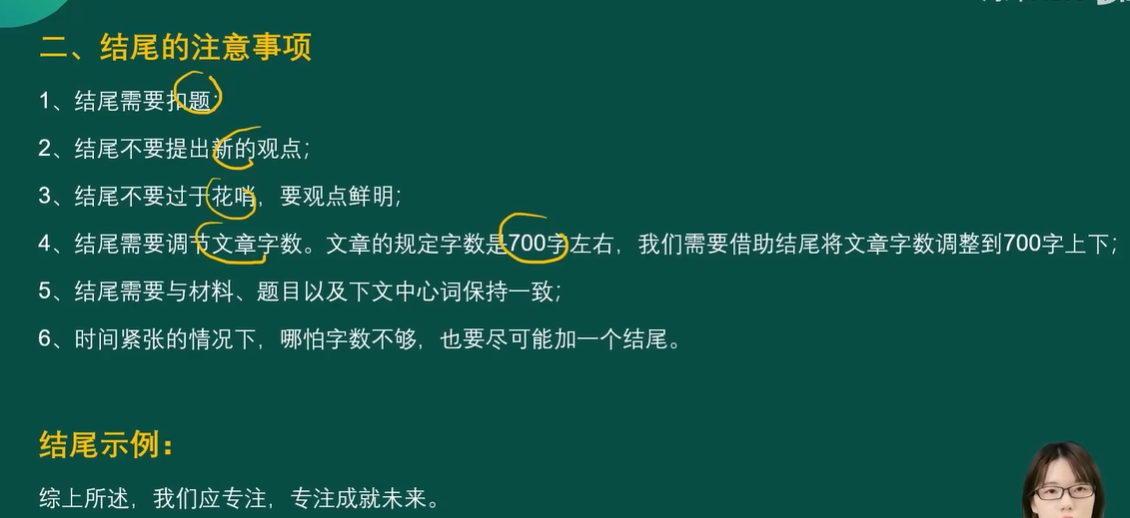 二、结尾的注意事项
1、结尾需要扣题;
2、结尾不要提出新的观点;
3、结尾不要过于花哨，要观点鲜明;
4、结尾需要调节文章字数。文章的规定字数是700字左右，我们需要借助结尾将文章字数调整到700字上下;
5、结尾需要与材料、题目以及下文中心词保持一致;
6、时间紧张的情况下，哪怕字数不够，也要尽可能加一个结尾。
结尾示例：
综上所述，我们应专注，专注成就未来。